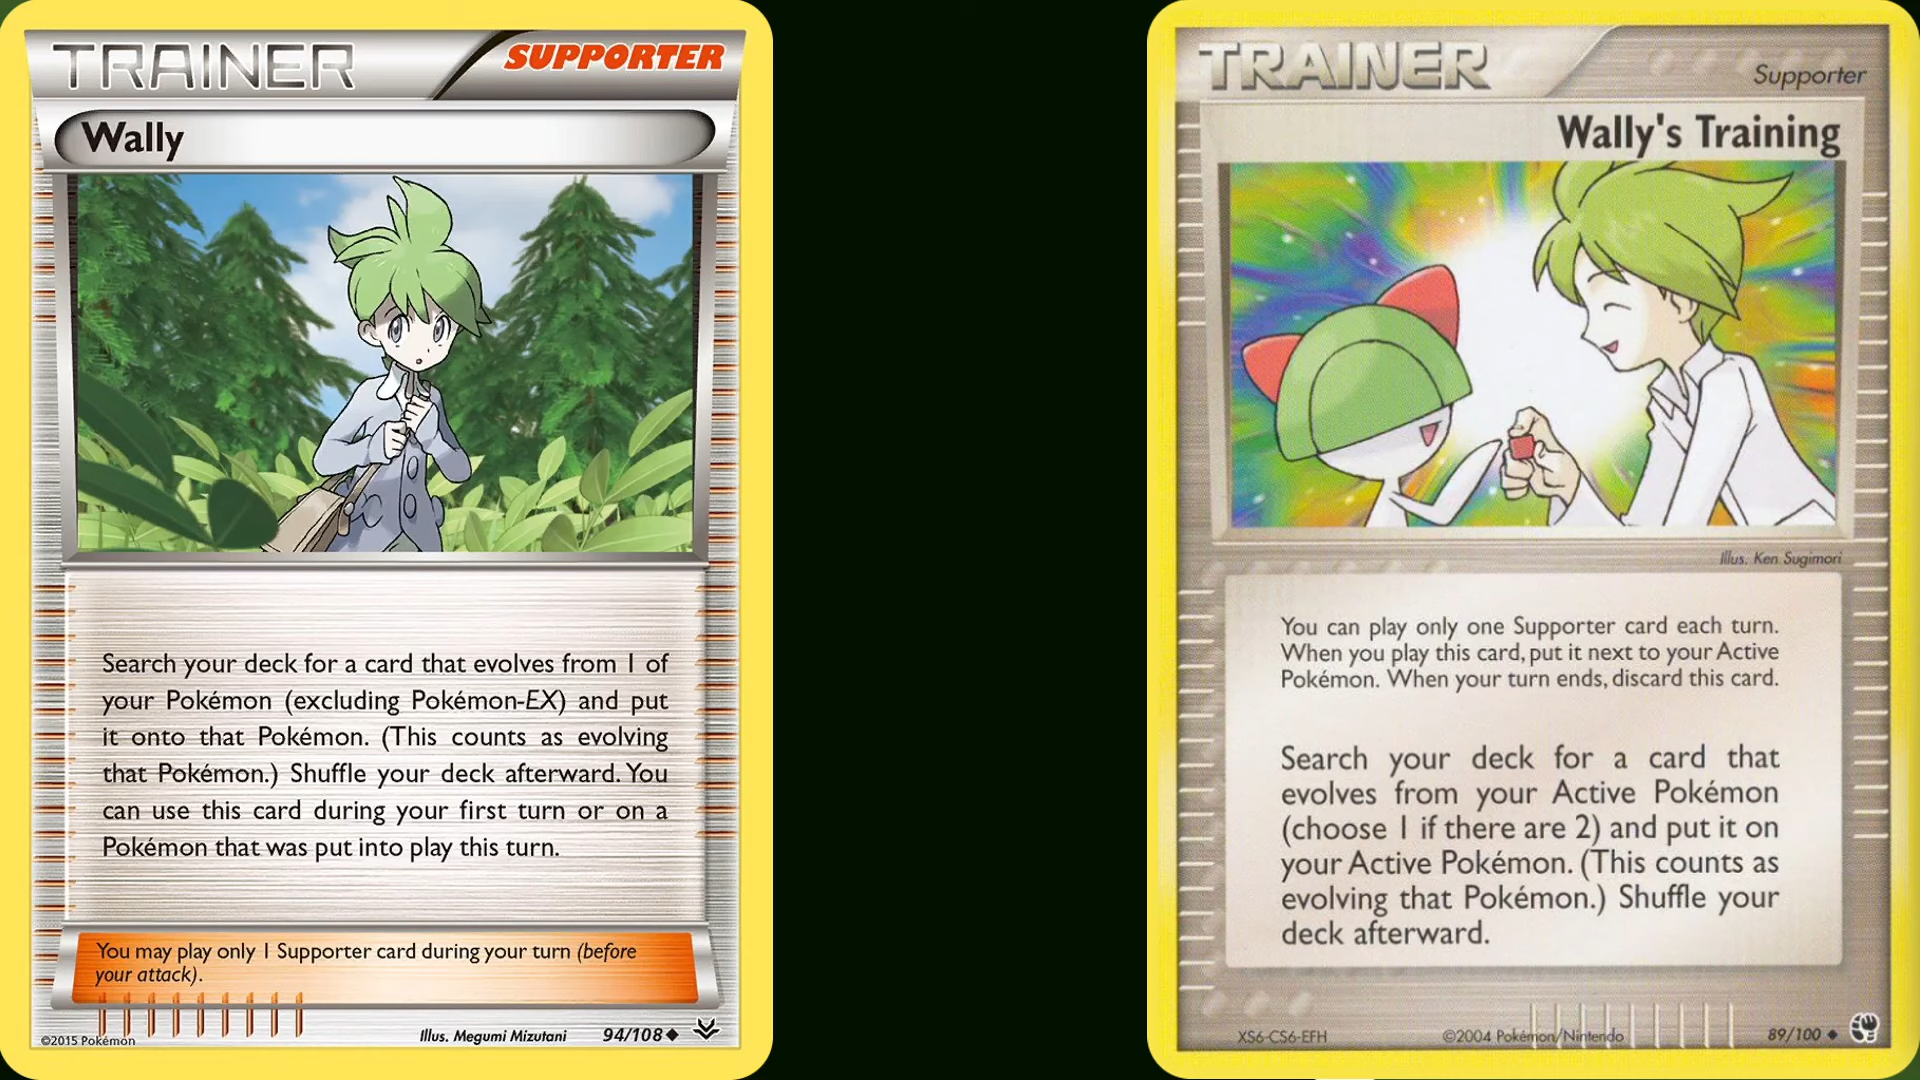 TRAINER
SUPPORTER
Wally
Search your deck for a card that evolves from 1 of
your Pokémon (excluding Pokémon-EX) and put
it onto that Pokémon. (This counts as evolving
that Pokémon.) Shuffle your deck afterward. You
can use this card during your first turn or on a
Pokémon that was put into play this turn.
You may play only 1 Supporter card during your turn (before
your attack).
©2015 Pokémon
Illus. Megumi Mizutani
94/108
TRAINER
Supporter
Wally's Training
Illus. Ken Sugimori
You can play only one Supporter card each turn.
When you play this card, put it next to your Active
Pokémon. When your turn ends, discard this card.
Search your deck for a card that
evolves from your Active Pokémon
(choose 1 if there are 2) and put it on
your Active Pokémon. (This counts as
evolving that Pokémon.) Shuffle your
deck afterward.
XS6-CS6-EFH
©2004 Pokémon/Nintendo
89/100